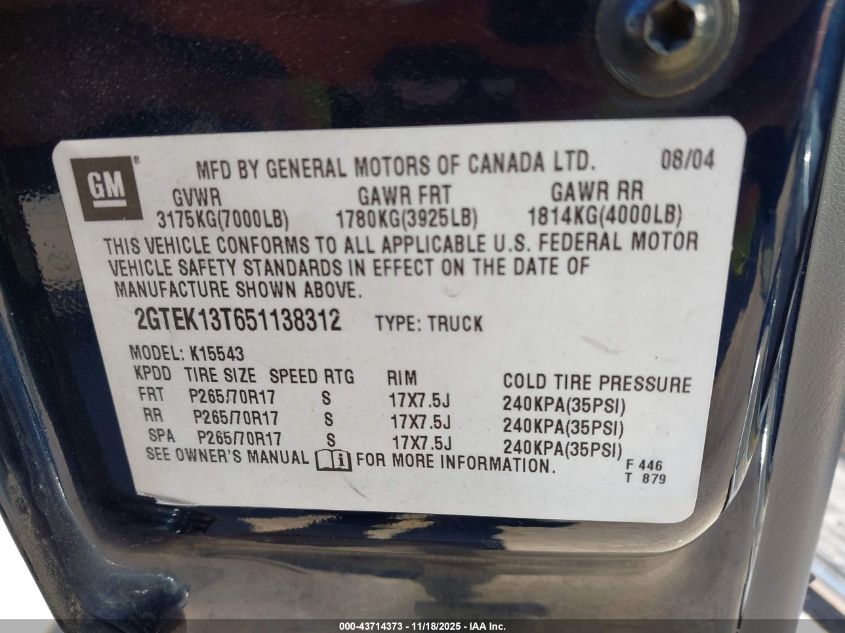 GM ® MFD BY GENERAL MOTORS OF CANADA LTD. 08/04
GVWR GAWR FRT GAWR RR
3175KG(7000LB) 1780KG(3925LB) 1814KG(4000LB)
THIS VEHICLE CONFORMS TO ALL APPLICABLE U.S. FEDERAL MOTOR
VEHICLE SAFETY STANDARDS IN EFFECT ON THE DATE OF
MANUFACTURE SHOWN ABOVE.
2GTEK13T651138312 TYPE: TRUCK
MODEL: K15543
KPDD TIRE SIZE SPEED RTG RIM COLD TIRE PRESSURE
FRT P265/70R17 S 17X7.5J 240KPA(35PSI)
RR P265/70R17 S 17X7.5J 240KPA(35PSI)
SPA P265/70R17 S 17X7.5J 240KPA(35PSI)
SEE OWNER'S MANUAL i FOR MORE INFORMATION. F 446
T 879
000-43714373 - 11/18/2025 - IAA Inc.